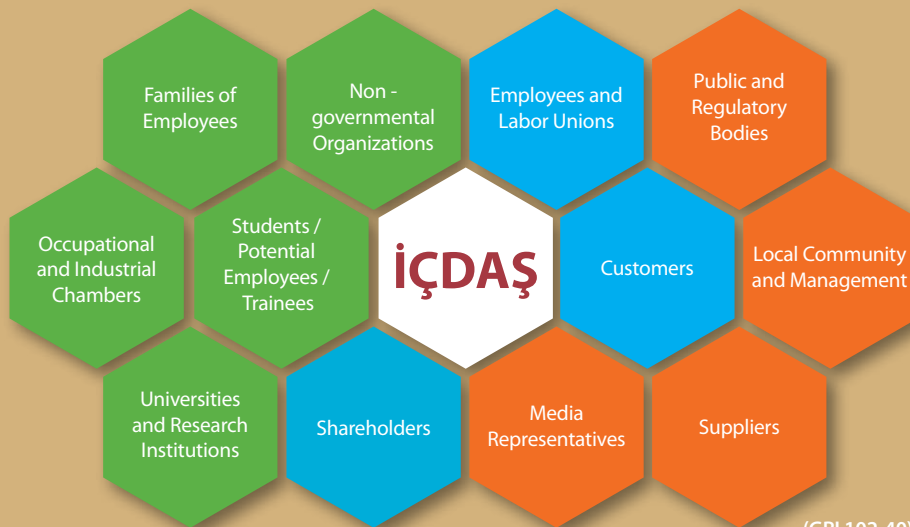 Families of
Employees
Non -
governmental
Organizations
Employees and
Labor Unions
Public and
Regulatory
Bodies
Occupational
and Industrial
Chambers
Students /
Potential
Employees /
Trainees
İÇDAŞ
Customers
Local Community
and Management
Universities
and Research
Institutions
Shareholders
Media
Representatives
Suppliers